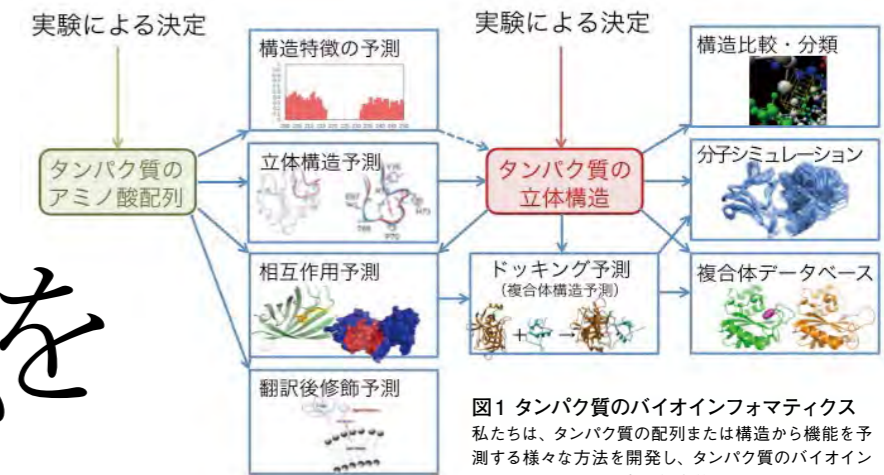 実験による決定
実験による決定
構造特徴の予測
構造比較・分類
タンパク質の
アミノ酸配列
立体構造予測
タンパク質の
立体構造
分子シミュレーション
相互作用予測
ドッキング予測
(複合体構造予測)
複合体データベース
翻訳後修飾予測
を
図1 タンパク質のバイオインフォマティクス
私たちは、タンパク質の配列または構造から機能を予
測する様々な方法を開発し、タンパク質のバイオイン